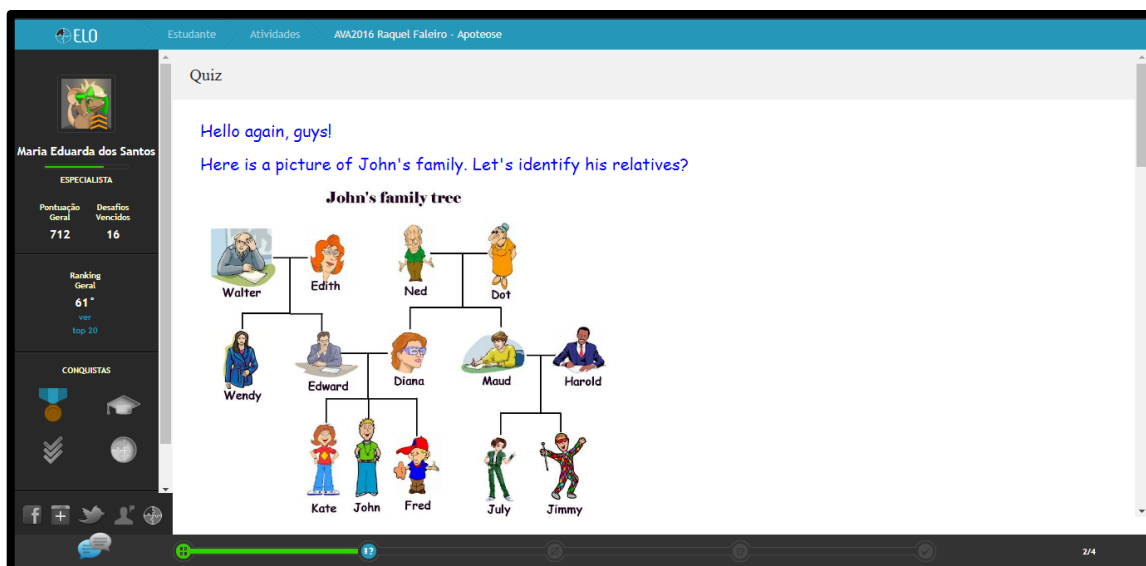 ELO
Estudante Atividades AVA2016 Raquel Faleiro - Apoteose
Maria Eduarda dos Santos
ESPECIALISTA
Pontuação Geral
712
Desafios Vencidos
16
Ranking
Geral
61°
ver
top 20
CONQUISTAS
Quiz
Hello again, guys!
Here is a picture of John's family. Let's identify his relatives?
John's family tree
Walter Edith Ned Dot
Wendy Edward Diana Maud Harold
Kate John Fred July Jimmy
2/4